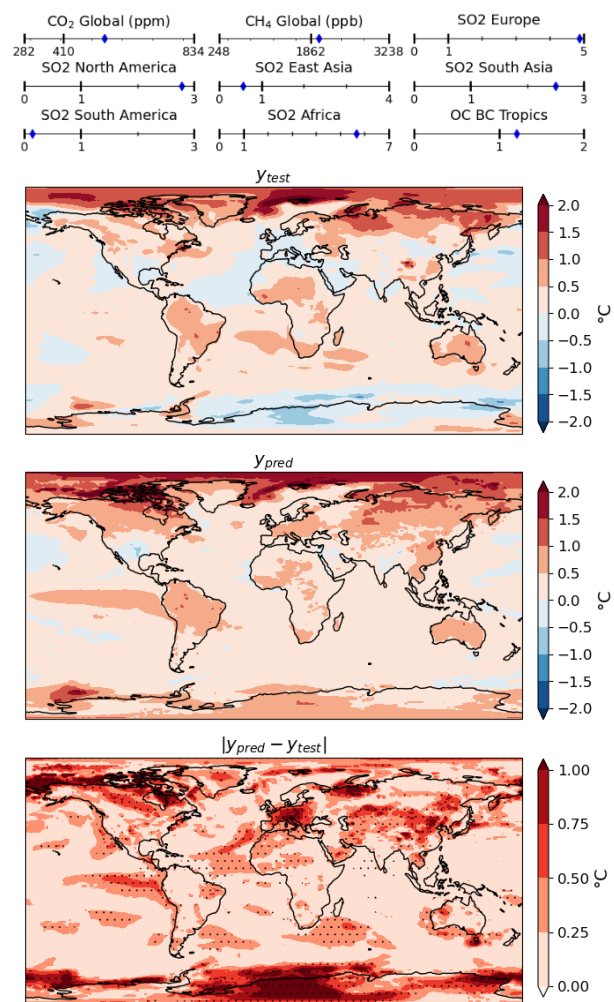 CO₂ Global (ppm) CH₄ Global (ppb) SO2 Europe
282 410 834 248 1862 3238 0 1 5
SO2 North America SO2 East Asia SO2 South Asia
0 1 3 0 1 4 0 1 3
SO2 South America SO2 Africa OC BC Tropics
0 1 3 0 1 7 0 1 2
y_test
2.0
1.5
1.0
0.5
0.0
−0.5
−1.0
−1.5
−2.0
°C
y_pred
2.0
1.5
1.0
0.5
0.0
−0.5
−1.0
−1.5
−2.0
°C
|y_pred − y_test|
1.00
0.75
0.50
0.25
0.00
°C